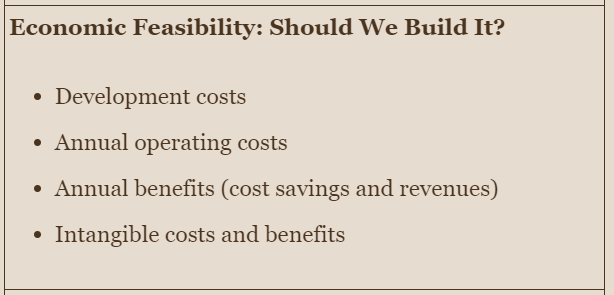 Economic Feasibility: Should We Build It?
• Development costs
• Annual operating costs
• Annual benefits (cost savings and revenues)
• Intangible costs and benefits